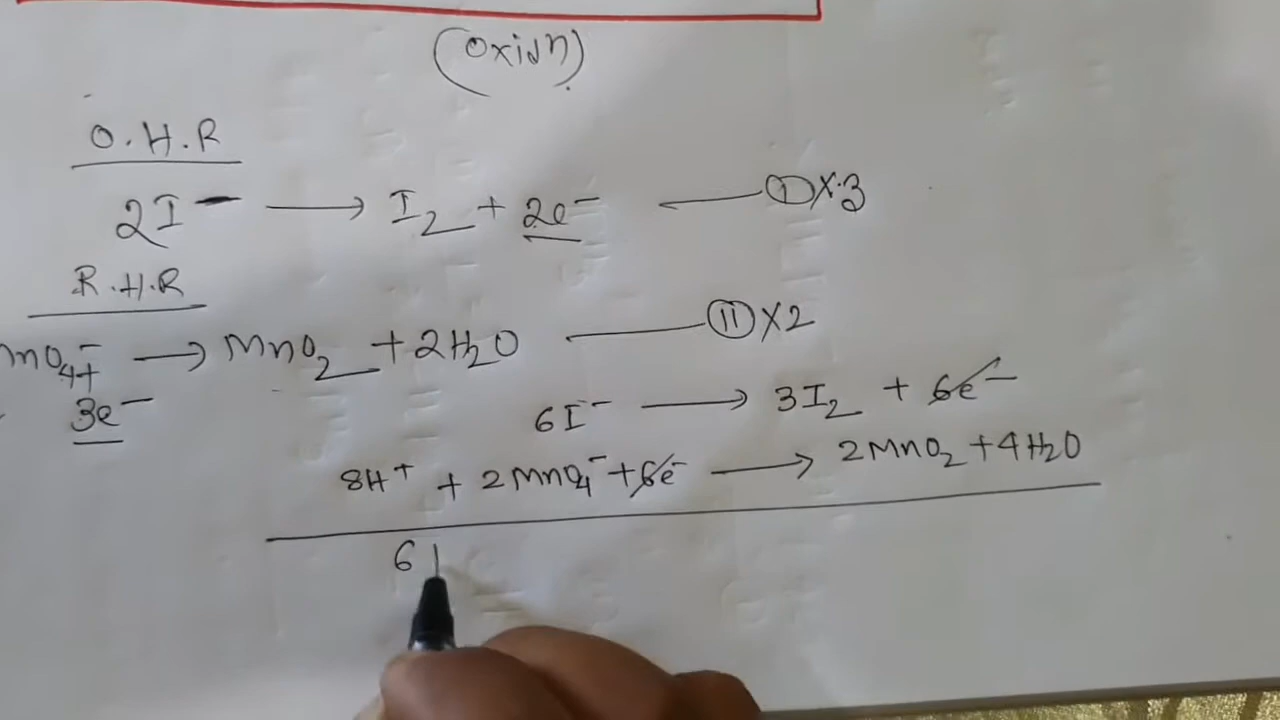 (Oxidn)
O.H.R
2I⁻ ⟶ I₂ + 2e⁻ — (I)×3
R.H.R
mnO₄⁻ + ⟶ MnO₂ + 2H₂O — (II)×2
3e⁻
6I⁻ ⟶ 3I₂ + 6e⁻
8H⁺ + 2MnO₄⁻ + 6e⁻ ⟶ 2MnO₂ + 4H₂O
6